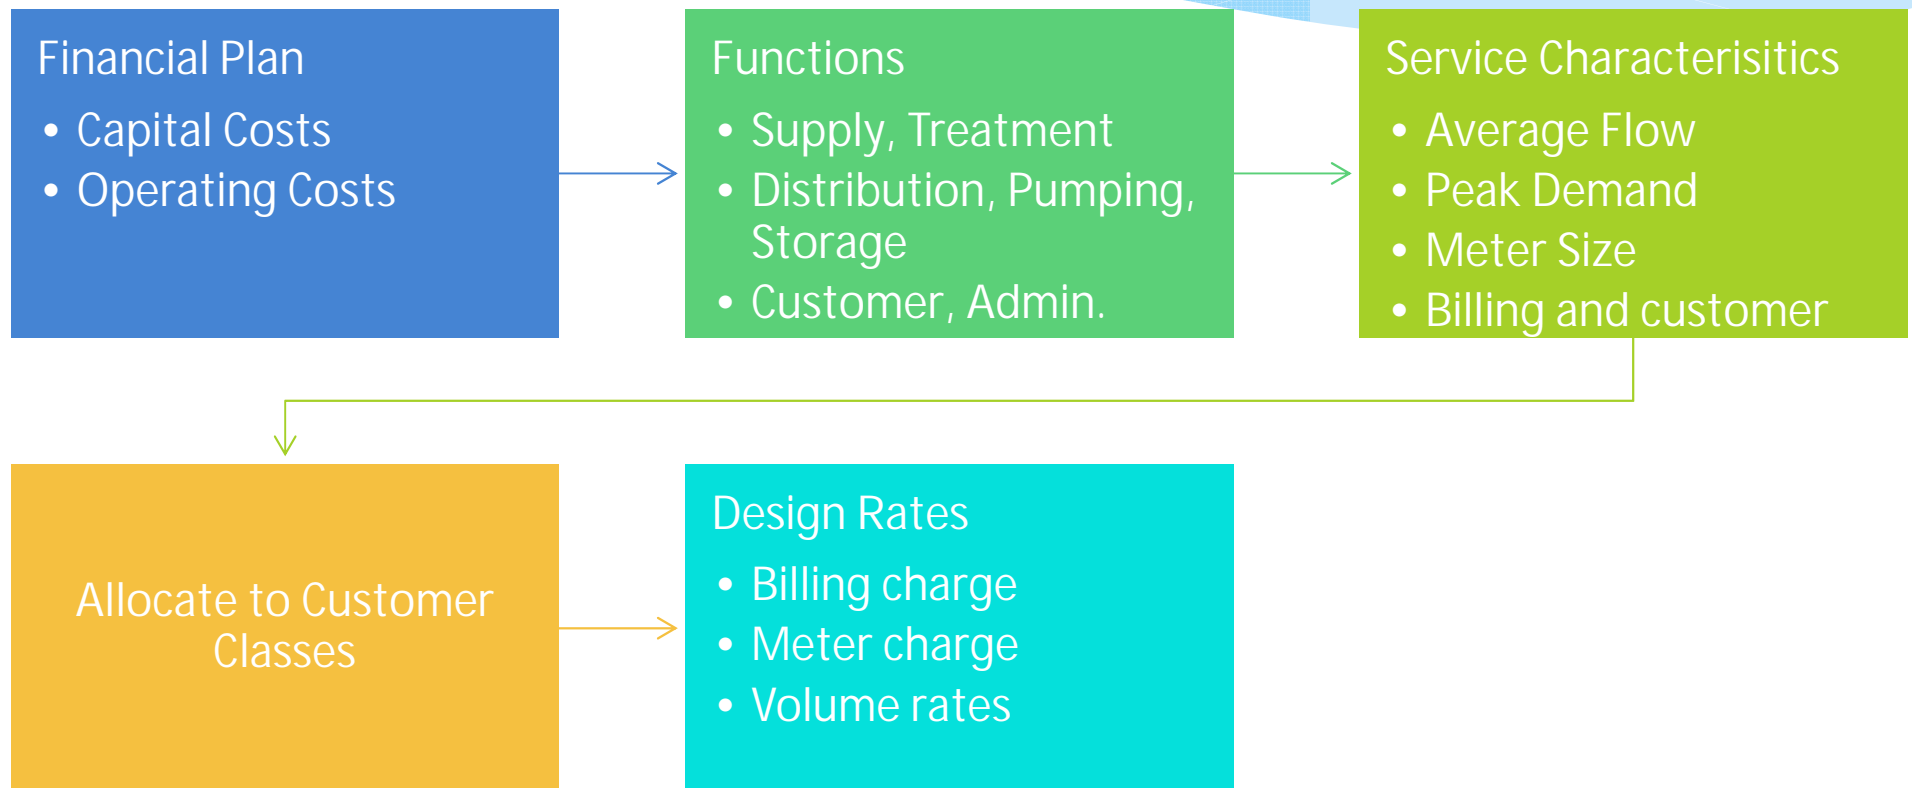 Financial Plan
• Capital Costs
• Operating Costs
Functions
• Supply, Treatment
• Distribution, Pumping,
Storage
• Customer, Admin.
Service Characterisitics
• Average Flow
• Peak Demand
• Meter Size
• Billing and customer
Allocate to Customer
Classes
Design Rates
• Billing charge
• Meter charge
• Volume rates